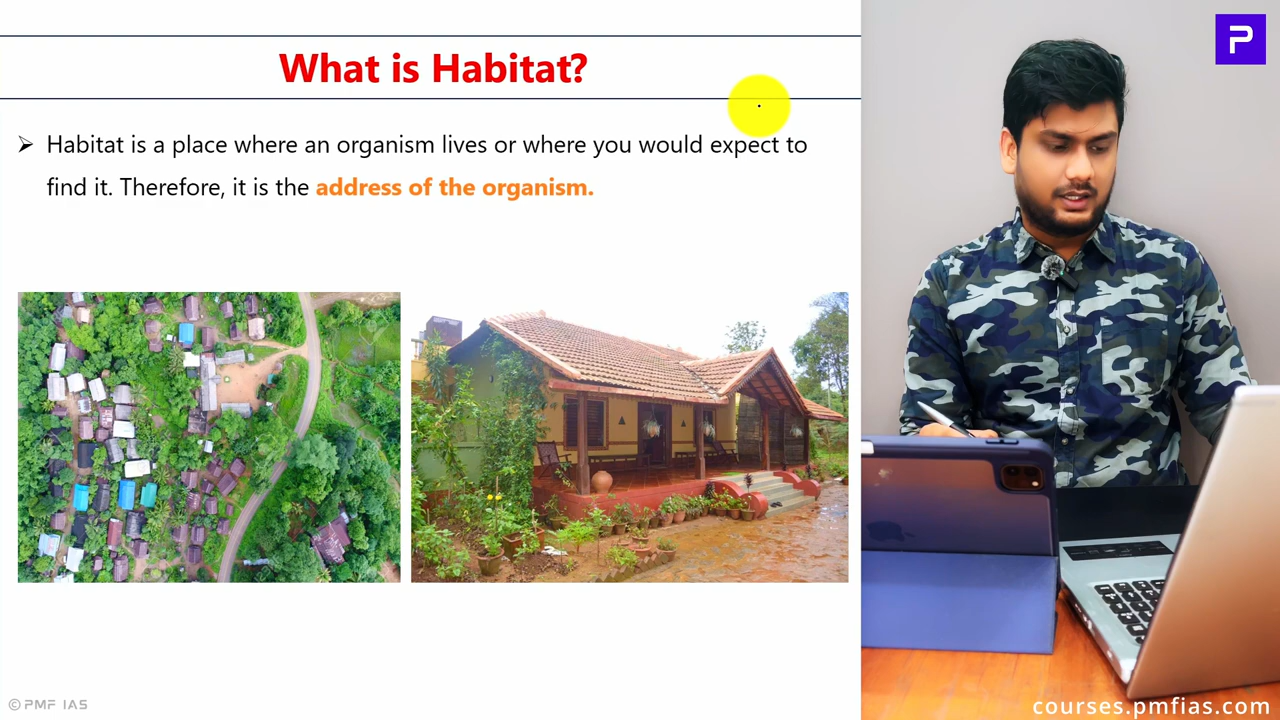 What is Habitat?
➢ Habitat is a place where an organism lives or where you would expect to
find it. Therefore, it is the address of the organism.
© PMF IAS
P
courses.pmfias.com